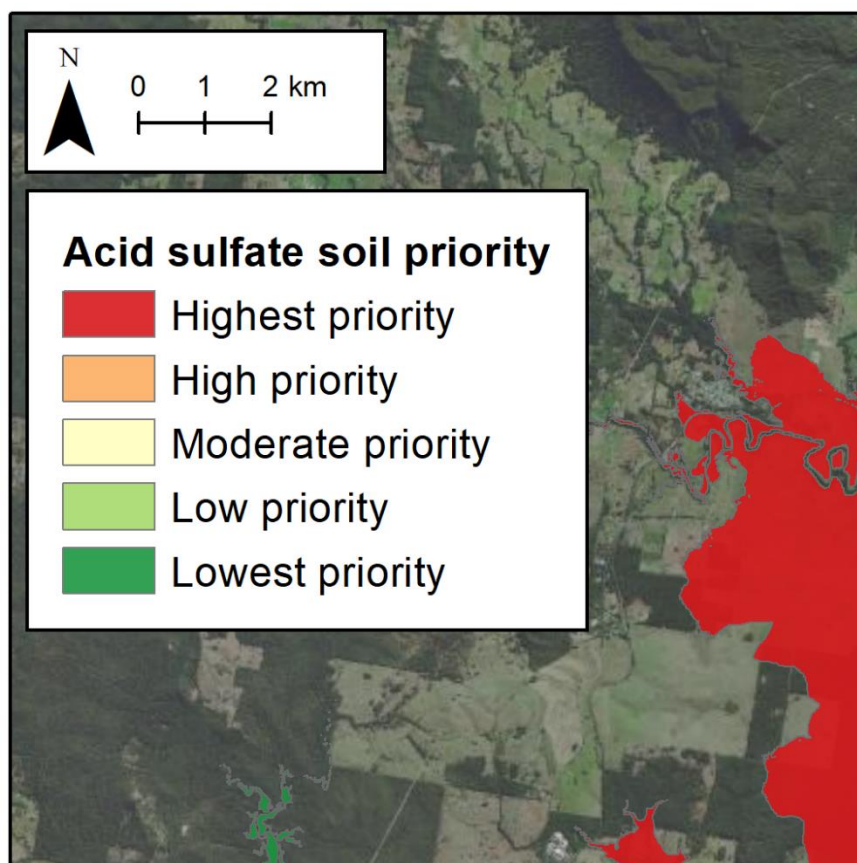 N
0 1 2 km
Acid sulfate soil priority
Highest priority
High priority
Moderate priority
Low priority
Lowest priority